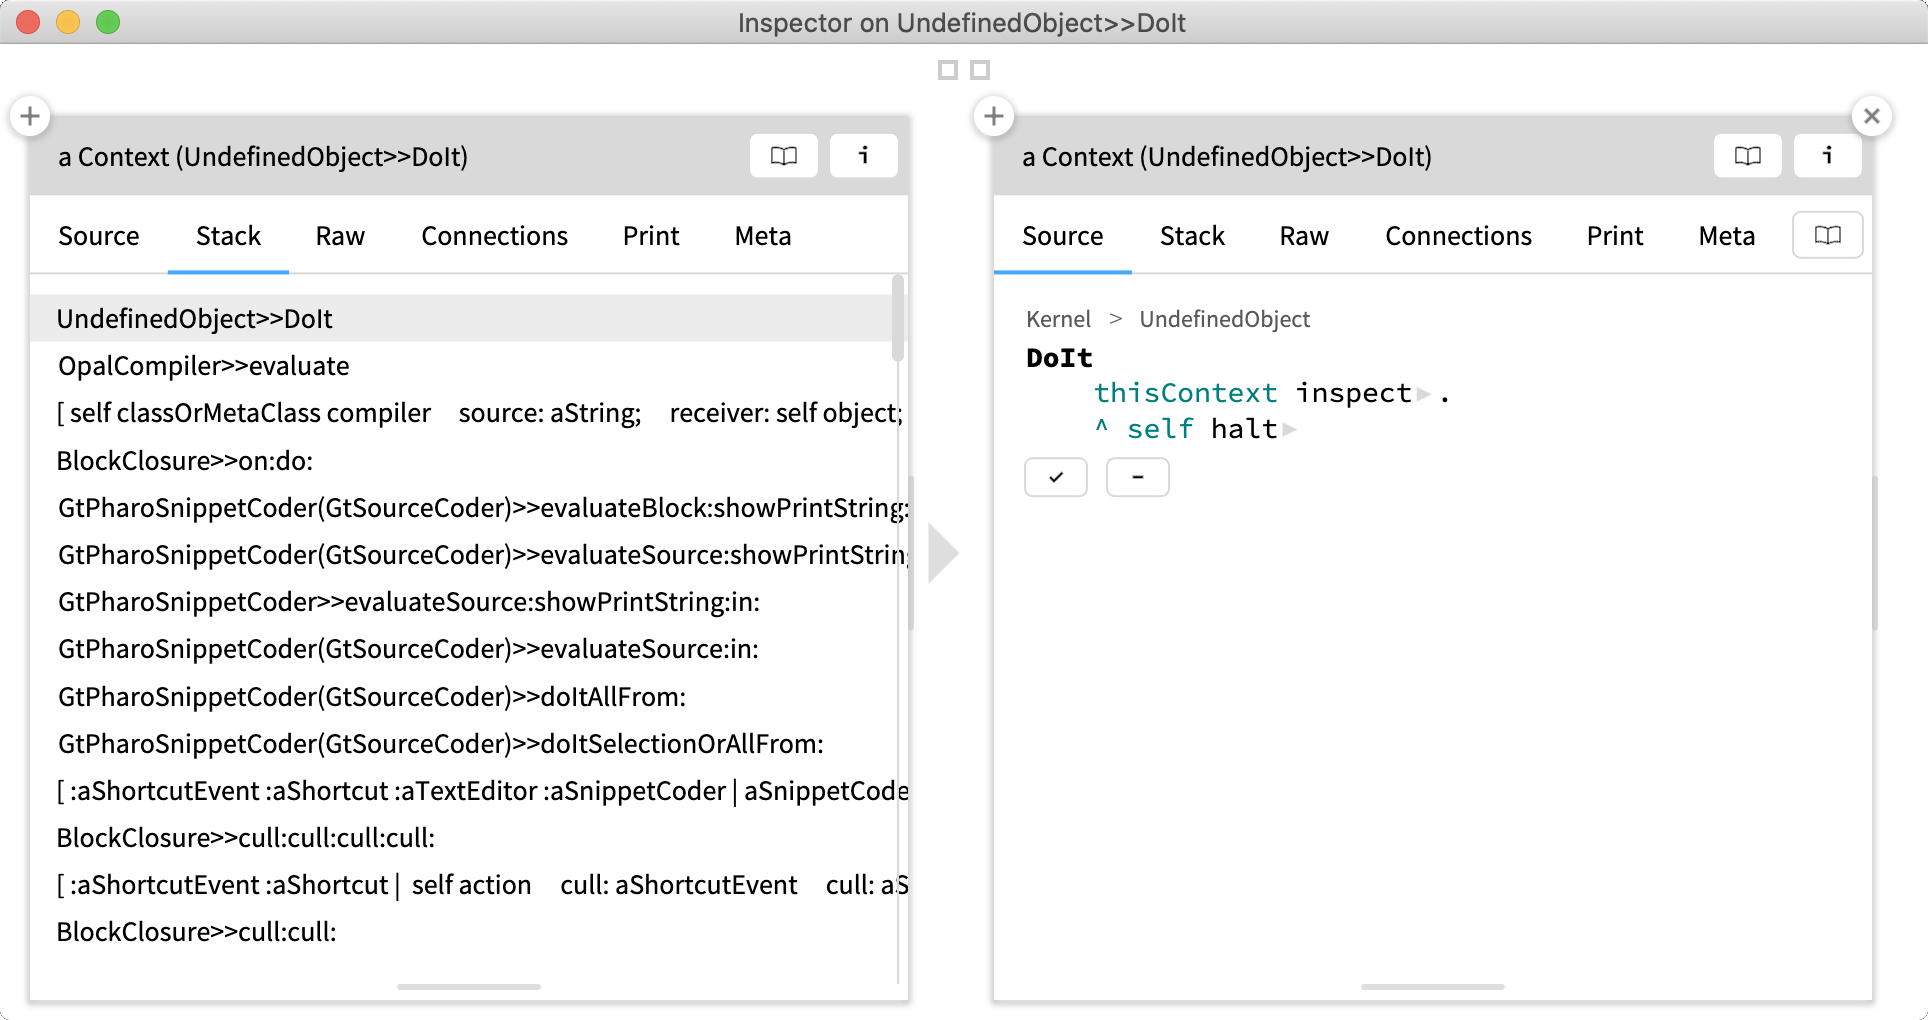 Inspector on UndefinedObject>>DoIt
a Context (UndefinedObject>>DoIt)
i
Source Stack Raw Connections Print Meta
UndefinedObject>>DoIt
OpalCompiler>>evaluate
[ self classOrMetaClass compiler source: aString; receiver: self object;
BlockClosure>>on:do:
GtPharoSnippetCoder(GtSourceCoder)>>evaluateBlock:showPrintString:
GtPharoSnippetCoder(GtSourceCoder)>>evaluateSource:showPrintString
GtPharoSnippetCoder>>evaluateSource:showPrintString:in:
GtPharoSnippetCoder(GtSourceCoder)>>evaluateSource:in:
GtPharoSnippetCoder(GtSourceCoder)>>doItAllFrom:
GtPharoSnippetCoder(GtSourceCoder)>>doItSelectionOrAllFrom:
[ :aShortcutEvent :aShortcut :aTextEditor :aSnippetCoder | aSnippetCode
BlockClosure>>cull:cull:cull:cull:
[ :aShortcutEvent :aShortcut | self action cull: aShortcutEvent cull: aS
BlockClosure>>cull:cull:
a Context (UndefinedObject>>DoIt)
i
Source Stack Raw Connections Print Meta
Kernel > UndefinedObject
DoIt
thisContext inspect .
^ self halt